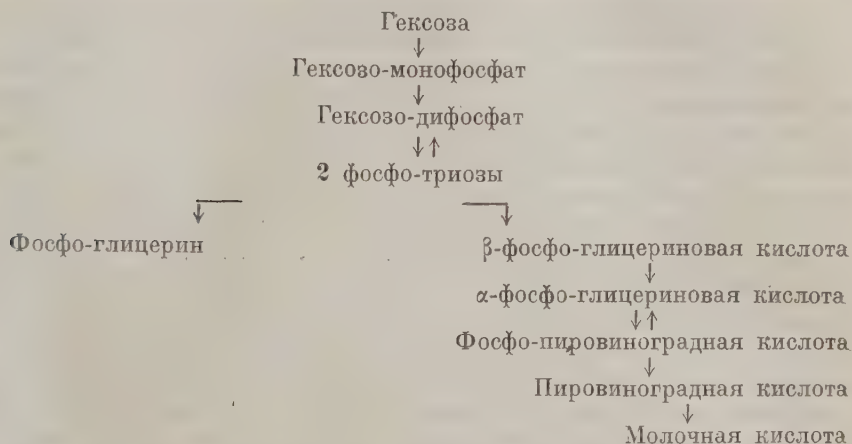 Гексоза
↓
Гексозо-монофосфат
↓
Гексозо-дифосфат
↓↑
2 фосфо-триозы
Фосфо-глицерин
β-фосфо-глицериновая кислота
↓
α-фосфо-глицериновая кислота
↓↑
Фосфо-пировиноградная кислота
↓
Пировиноградная кислота
↓
Молочная кислота